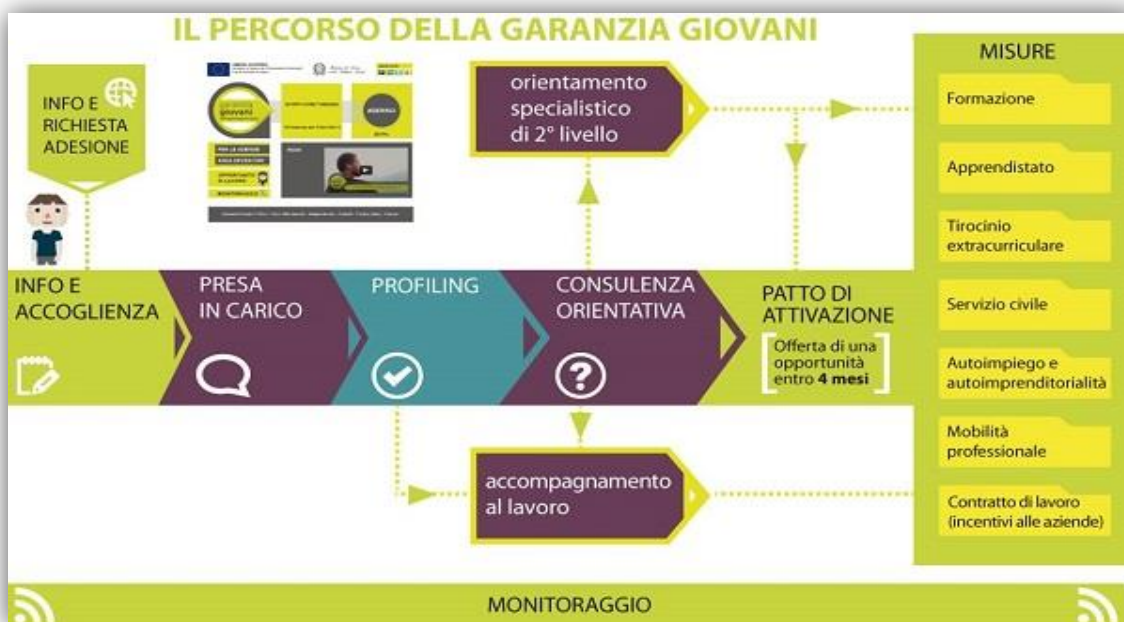 IL PERCORSO DELLA GARANZIA GIOVANI
INFO E
RICHIESTA
ADESIONE
giovani
orientamento
specialistico
di 2° livello
INFO E
ACCOGLIENZA
PRESA
IN CARICO
PROFILING
CONSULENZA
ORIENTATIVA
PATTO DI
ATTIVAZIONE
Offerta di una
opportunità
entro 4 mesi
accompagnamento
al lavoro
MISURE
Formazione
Apprendistato
Tirocinio
extracurriculare
Servizio civile
Autoimpiego e
autoimprenditorialità
Mobilità
professionale
Contratto di lavoro
(incentivi alle aziende)
MONITORAGGIO